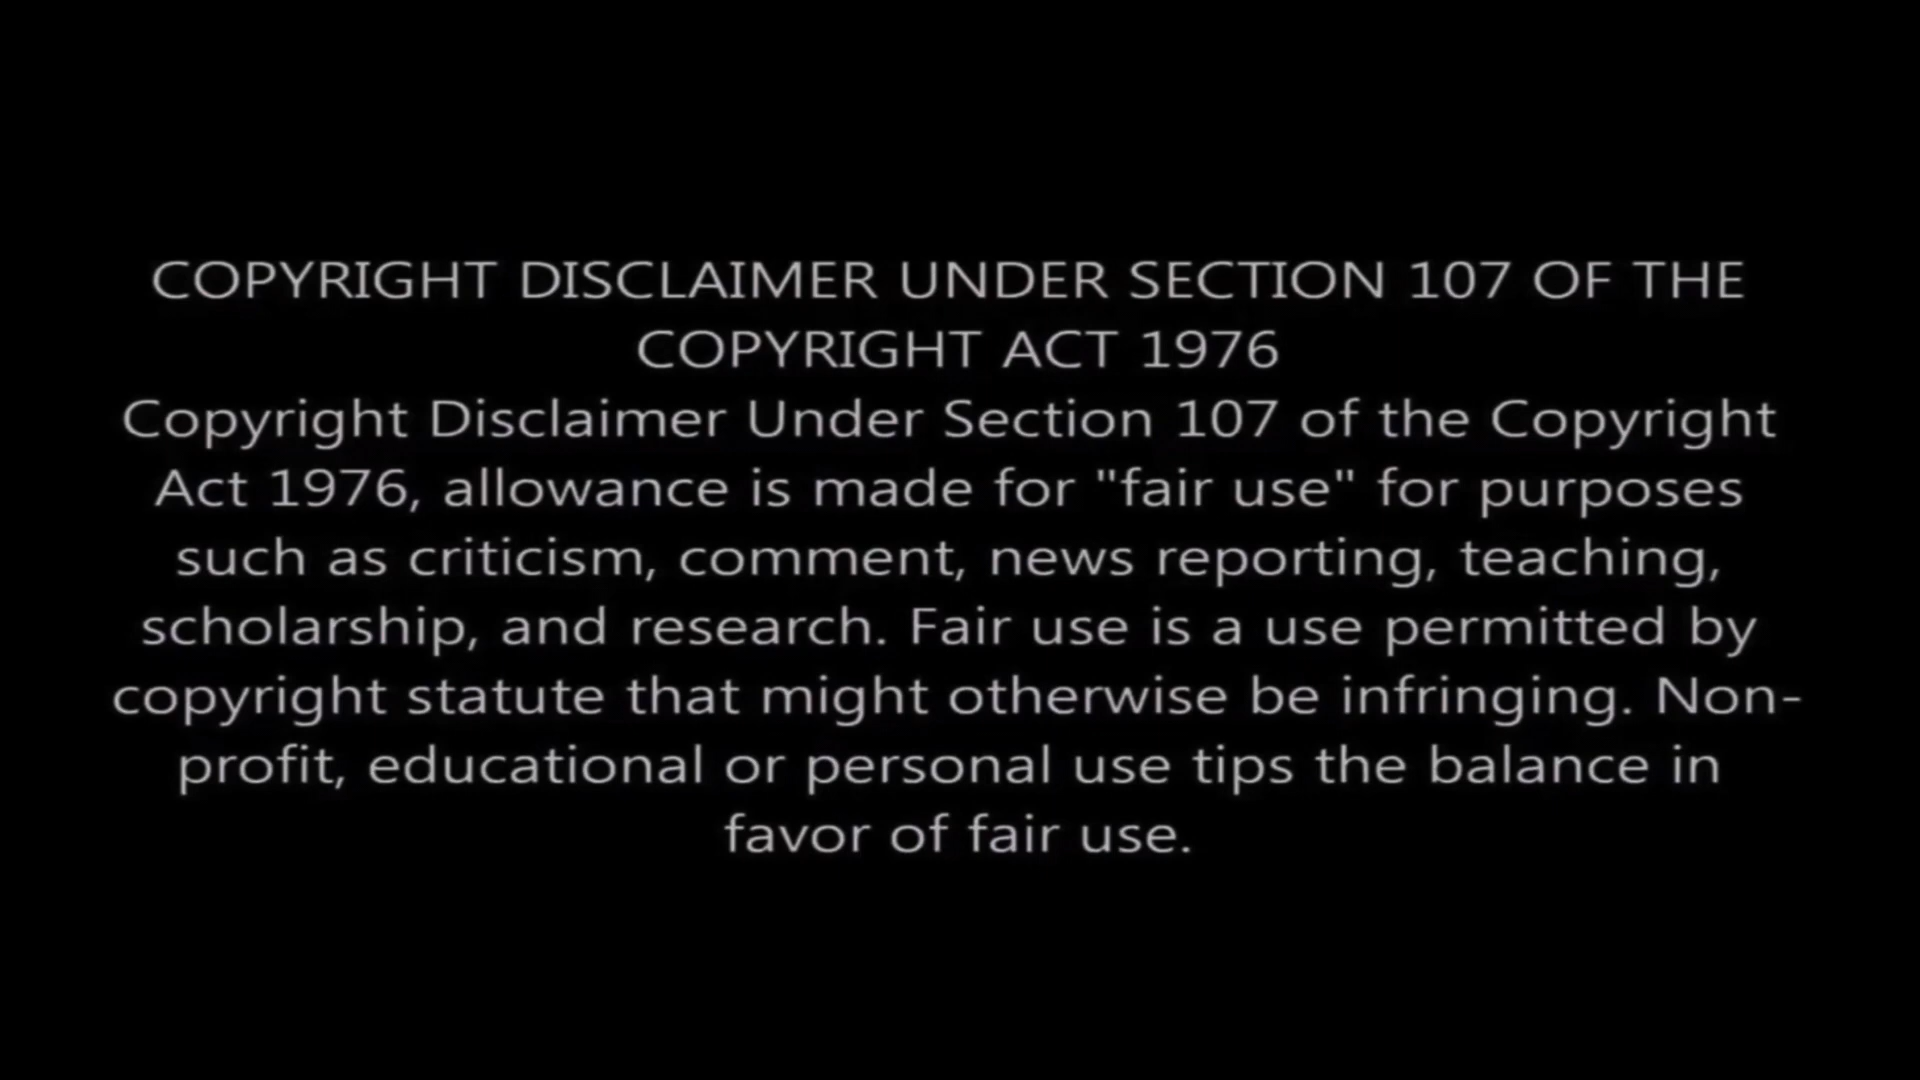 COPYRIGHT DISCLAIMER UNDER SECTION 107 OF THE
COPYRIGHT ACT 1976
Copyright Disclaimer Under Section 107 of the Copyright
Act 1976, allowance is made for "fair use" for purposes
such as criticism, comment, news reporting, teaching,
scholarship, and research. Fair use is a use permitted by
copyright statute that might otherwise be infringing. Non-
profit, educational or personal use tips the balance in
favor of fair use.